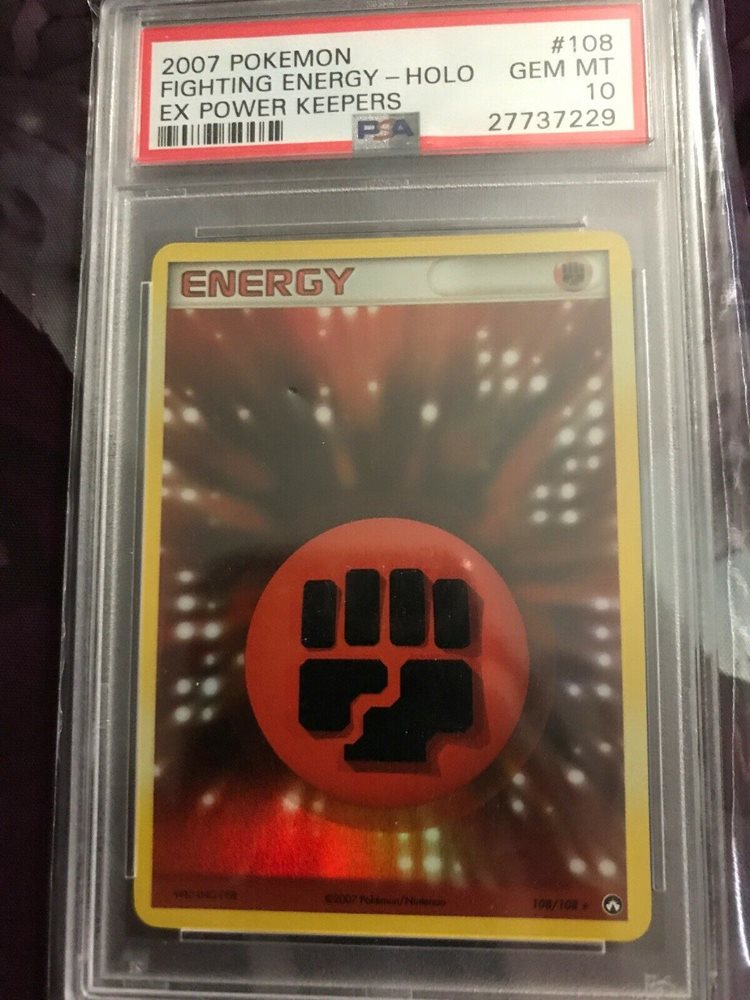 2007 POKEMON #108
FIGHTING ENERGY - HOLO GEM MT
EX POWER KEEPERS 10
PSA 27737229
ENERGY
©2007 Pokémon/Nintendo 108/108